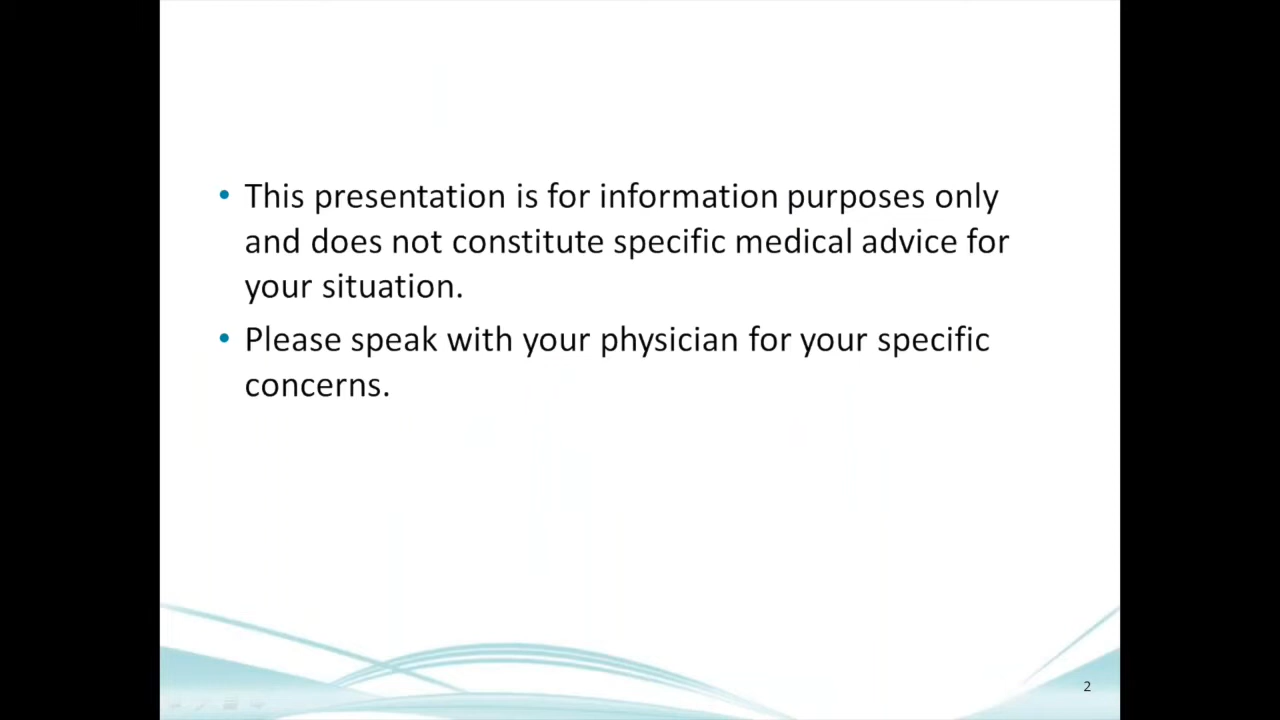 • This presentation is for information purposes only
and does not constitute specific medical advice for
your situation.
• Please speak with your physician for your specific
concerns.
2